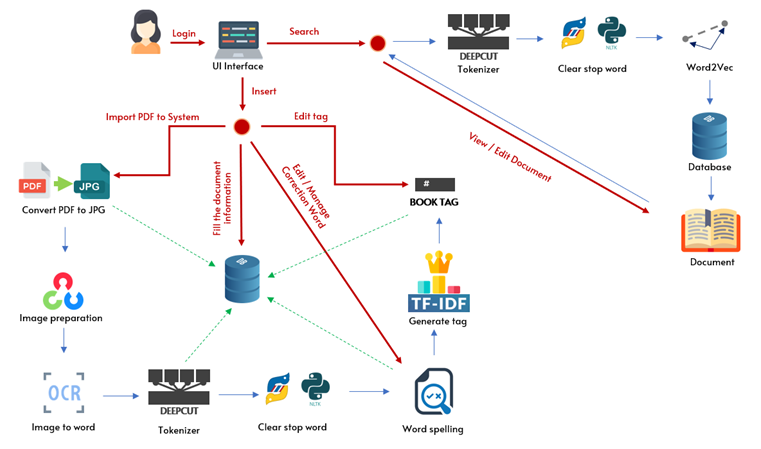 Login
Search
UI Interface
DEEPCUT
Tokenizer
NLTK
Clear stop word
Word2Vec
Insert
Import PDF to System
Edit tag
View / Edit Document
Database
PDF
JPG
Convert PDF to JPG
Fill the document
information
Edit / Manage
Correction Word
#
BOOK TAG
Document
Image preparation
TF-IDF
Generate tag
OCR
Image to word
DEEPCUT
Tokenizer
NLTK
Clear stop word
Word spelling